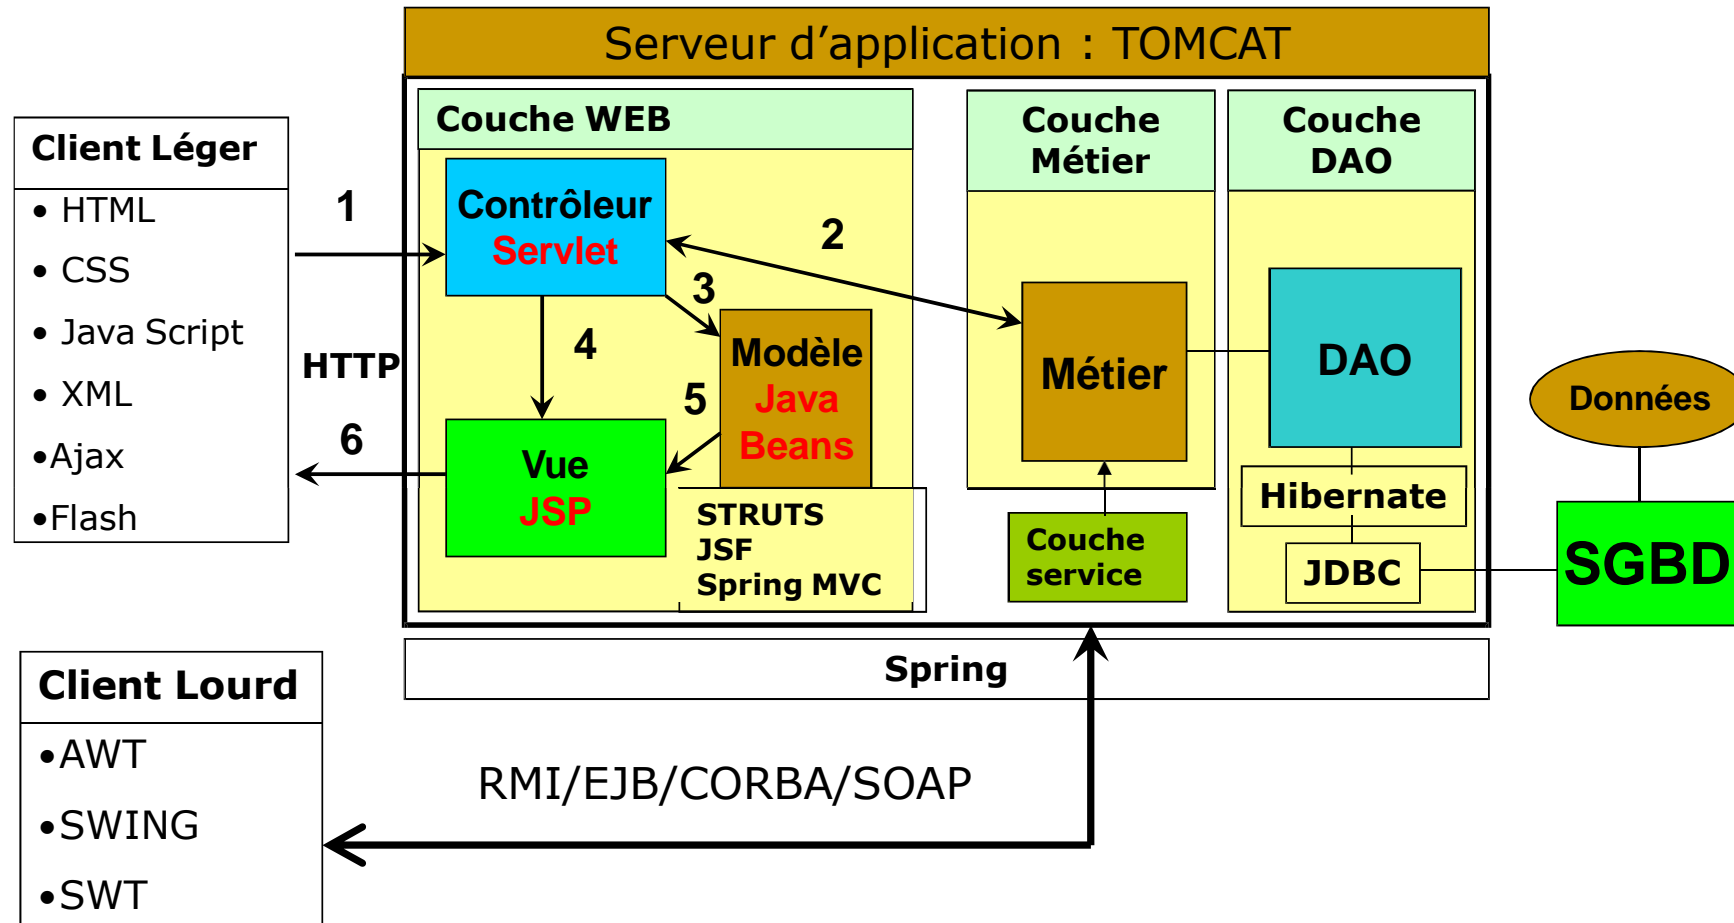 Serveur d’application : TOMCAT
Client Léger
• HTML
• CSS
• Java Script
• XML
•Ajax
•Flash
1
HTTP
6
Couche WEB
Contrôleur
Servlet
2
3
4
Modèle
Java
Beans
5
Vue
JSP
STRUTS
JSF
Spring MVC
Couche
Métier
Métier
Couche
service
Couche
DAO
DAO
Hibernate
JDBC
Données
SGBD
Spring
Client Lourd
•AWT
•SWING
•SWT
RMI/EJB/CORBA/SOAP